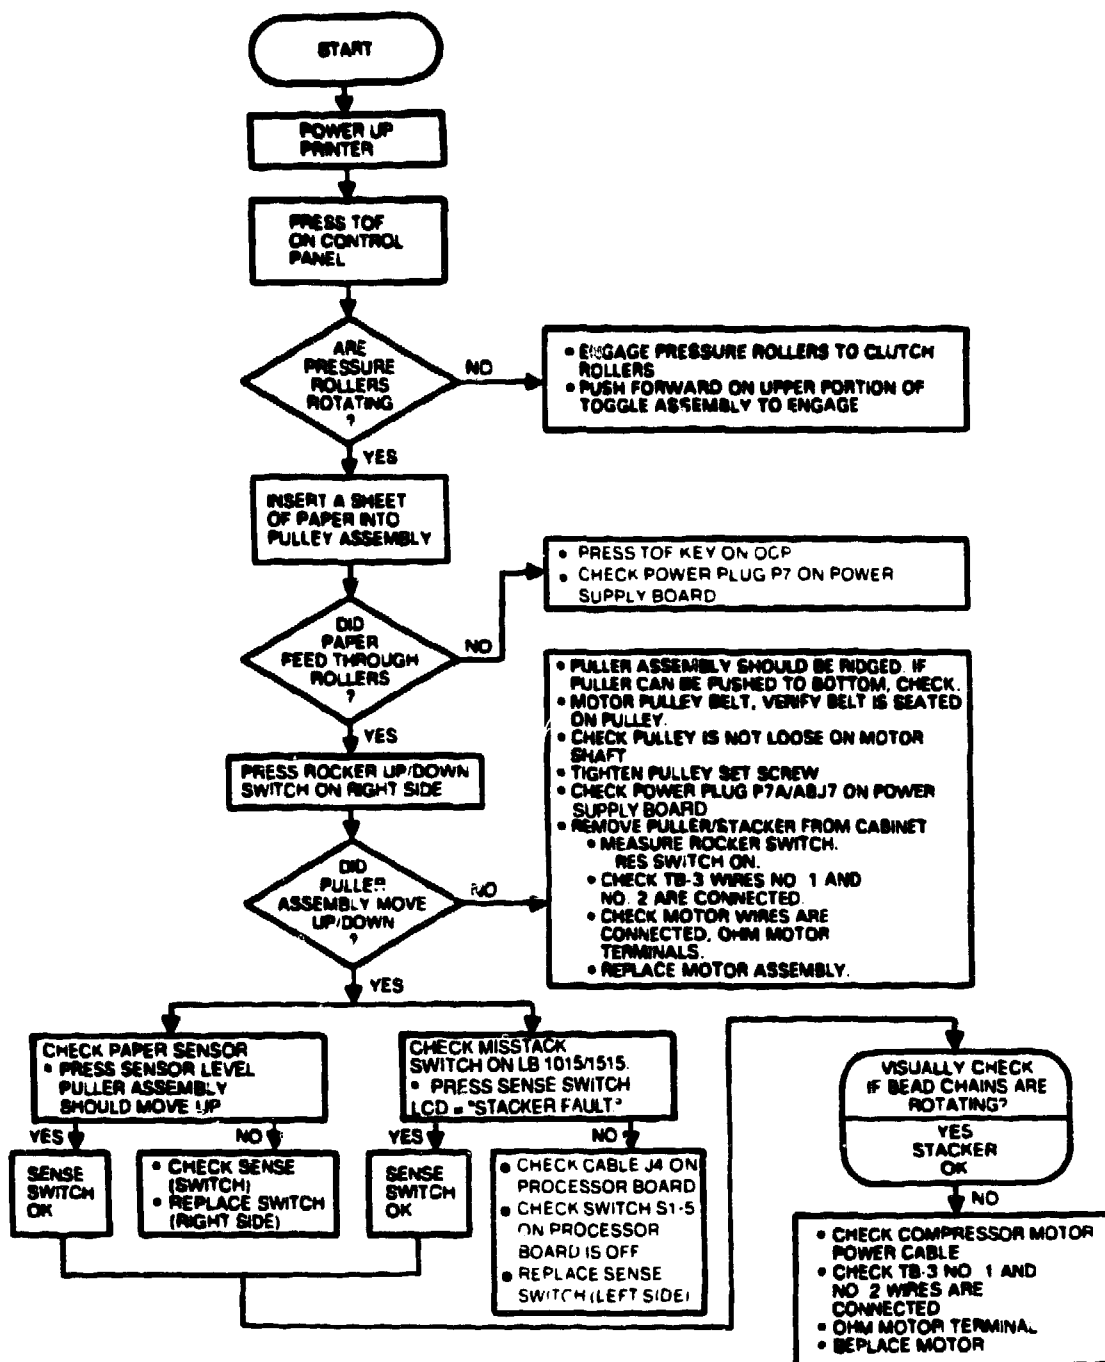 START
POWER UP
PRINTER
PRESS TOF
ON CONTROL
PANEL
ARE
PRESSURE
ROLLERS
ROTATING
?
NO
• ENGAGE PRESSURE ROLLERS TO CLUTCH
ROLLERS
• PUSH FORWARD ON UPPER PORTION OF
TOGGLE ASSEMBLY TO ENGAGE
YES
INSERT A SHEET
OF PAPER INTO
PULLEY ASSEMBLY
DID
PAPER
FEED THROUGH
ROLLERS
?
NO
• PRESS TOF KEY ON OCP
• CHECK POWER PLUG P7 ON POWER
SUPPLY BOARD
YES
PRESS ROCKER UP/DOWN
SWITCH ON RIGHT SIDE
DID
PULLER
ASSEMBLY MOVE
UP/DOWN
?
NO
• PULLER ASSEMBLY SHOULD BE RIDGED. IF
PULLER CAN BE PUSHED TO BOTTOM, CHECK.
• MOTOR PULLEY BELT, VERIFY BELT IS SEATED
ON PULLEY.
• CHECK PULLEY IS NOT LOOSE ON MOTOR
SHAFT
• TIGHTEN PULLEY SET SCREW
• CHECK POWER PLUG P7A/ABJ7 ON POWER
SUPPLY BOARD
• REMOVE PULLER/STACKER FROM CABINET
• MEASURE ROCKER SWITCH.
RES SWITCH ON.
• CHECK TB-3 WIRES NO 1 AND
NO. 2 ARE CONNECTED.
• CHECK MOTOR WIRES ARE
CONNECTED, OHM MOTOR
TERMINALS.
• REPLACE MOTOR ASSEMBLY.
YES
CHECK PAPER SENSOR
• PRESS SENSOR LEVEL
PULLER ASSEMBLY
SHOULD MOVE UP
YES
NO
SENSE
SWITCH
OK
• CHECK SENSE
(SWITCH)
• REPLACE SWITCH
(RIGHT SIDE)
CHECK MISSTACK
SWITCH ON LB 1015/1515.
• PRESS SENSE SWITCH
LCD = "STACKER FAULT."
YES
NO
SENSE
SWITCH
OK
• CHECK CABLE J4 ON
PROCESSOR BOARD
• CHECK SWITCH S1-5
ON PROCESSOR
BOARD IS OFF
• REPLACE SENSE
SWITCH (LEFT SIDE)
VISUALLY CHECK
IF BEAD CHAINS ARE
ROTATING?
YES
STACKER
OK
NO
• CHECK COMPRESSOR MOTOR
POWER CABLE
• CHECK TB-3 NO 1 AND
NO 2 WIRES ARE
CONNECTED
• OHM MOTOR TERMINAL
• REPLACE MOTOR